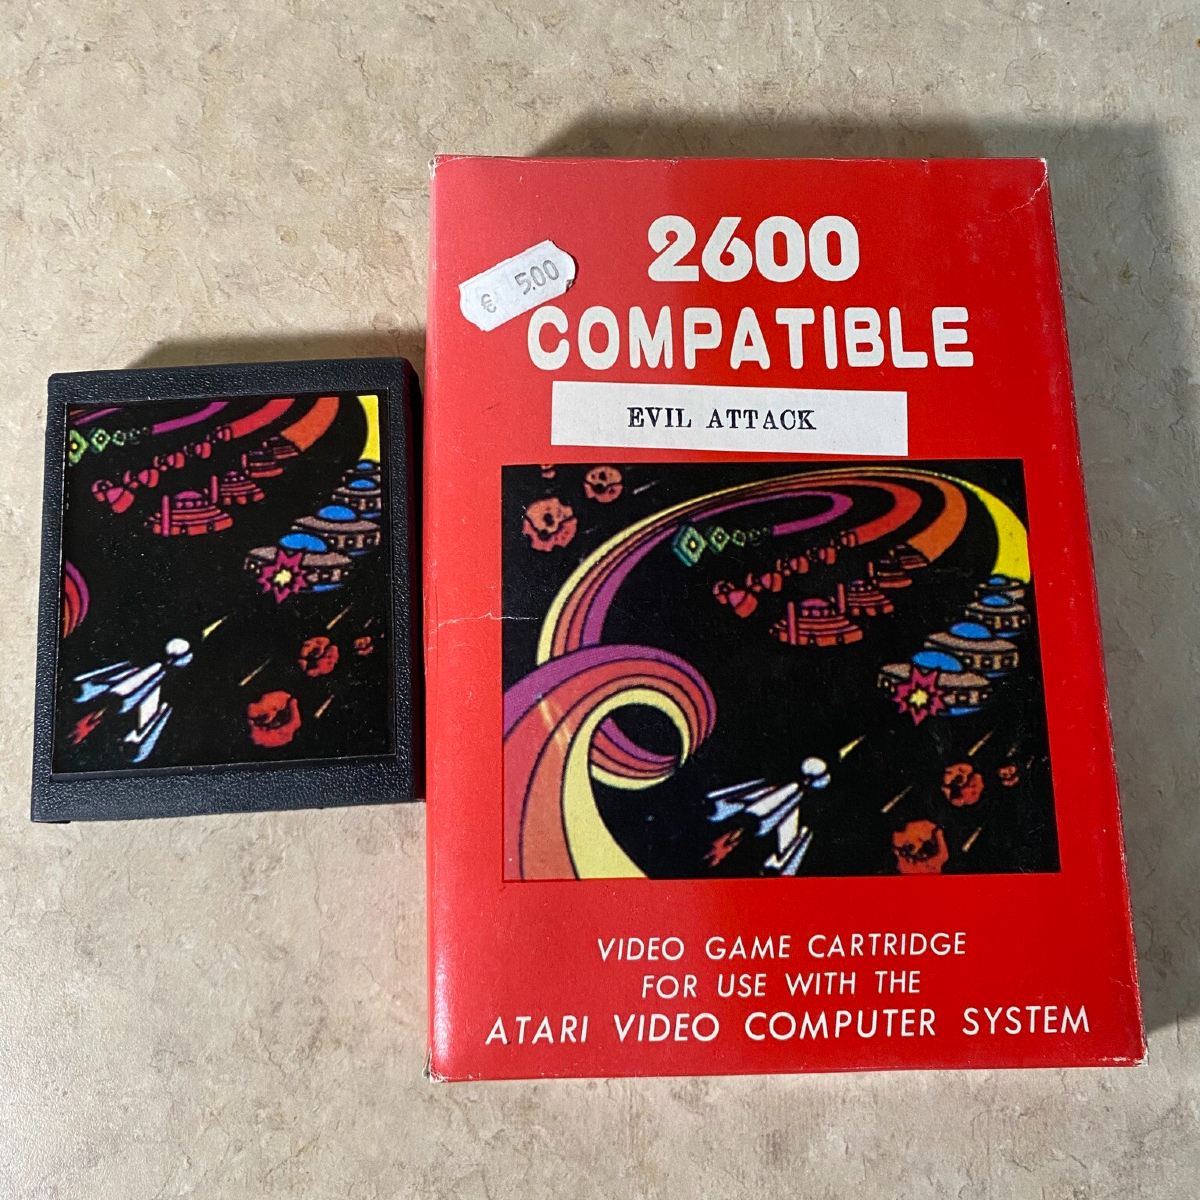 2600
€ 5.00
COMPATIBLE
EVIL ATTACK
VIDEO GAME CARTRIDGE
FOR USE WITH THE
ATARI VIDEO COMPUTER SYSTEM